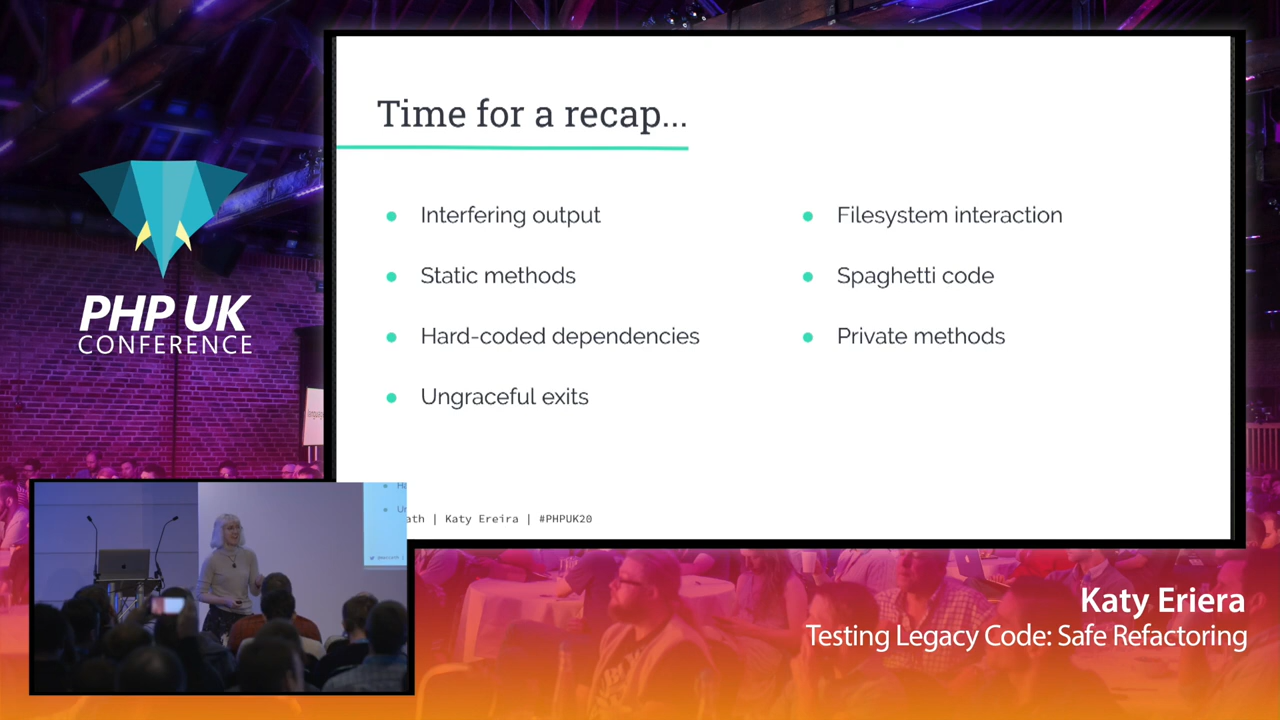 Time for a recap...
Interfering output
Static methods
Hard-coded dependencies
Ungraceful exits
Filesystem interaction
Spaghetti code
Private methods
ath | Katy Ereira | #PHPUK20
PHP UK
CONFERENCE
Katy Eriera
Testing Legacy Code: Safe Refactoring